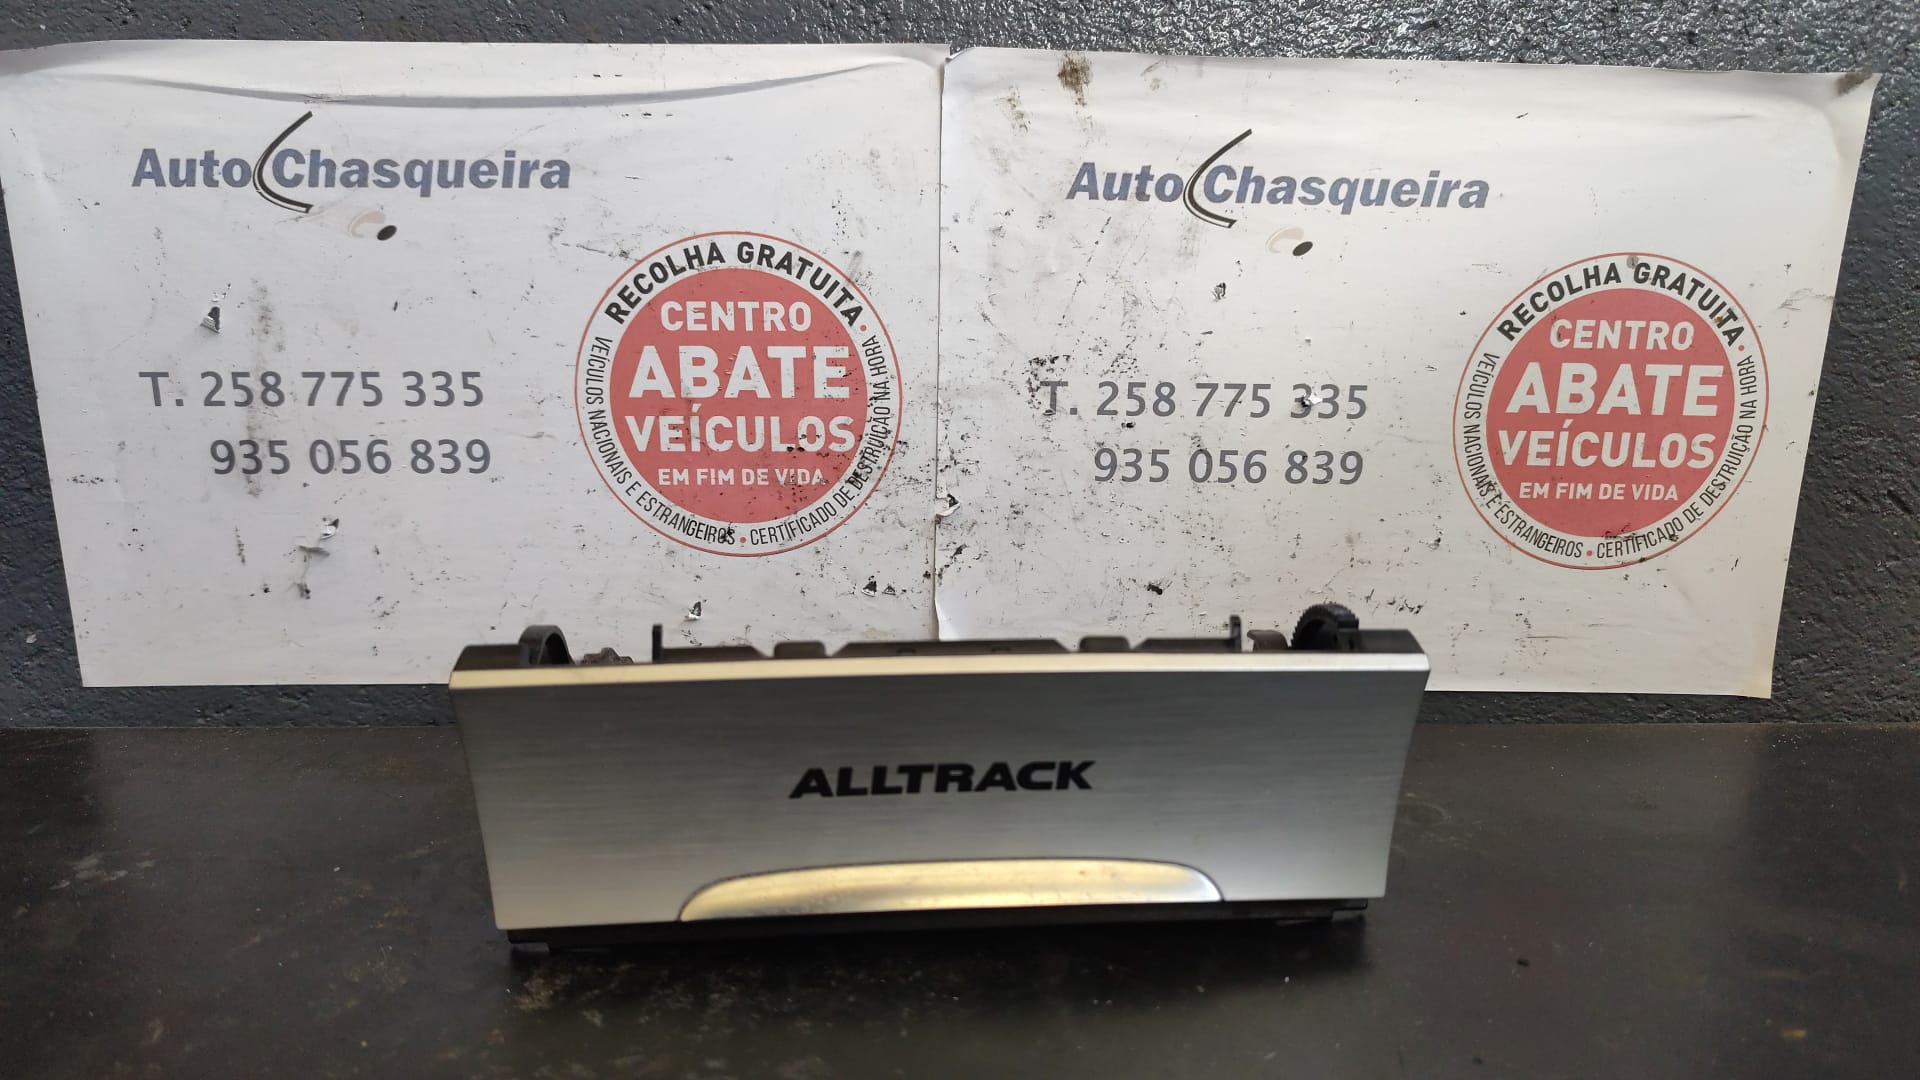 Auto Chasqueira
T. 258 775 335
935 056 839
RECOLHA GRATUITA
CENTRO
ABATE
VEÍCULOS
EM FIM DE VIDA
VEÍCULOS NACIONAIS E ESTRANGEIROS • CERTIFICADO DE DESTRUIÇÃO NA HORA •
Auto Chasqueira
T. 258 775 335
935 056 839
RECOLHA GRATUITA
CENTRO
ABATE
VEÍCULOS
EM FIM DE VIDA
VEÍCULOS NACIONAIS E ESTRANGEIROS • CERTIFICADO DE DESTRUIÇÃO NA HORA •
ALLTRACK